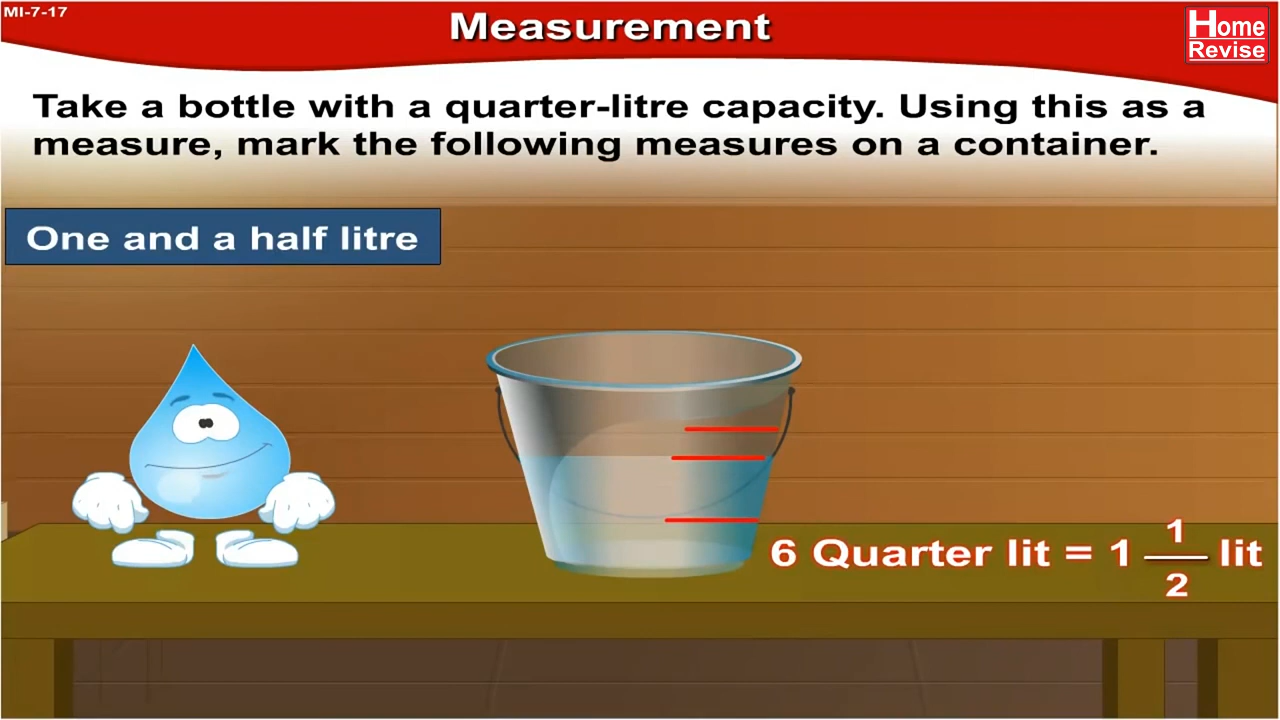 MI-7-17
Measurement
Home
Revise
Take a bottle with a quarter-litre capacity. Using this as a
measure, mark the following measures on a container.
One and a half litre
6 Quarter lit = 1 1/2 lit